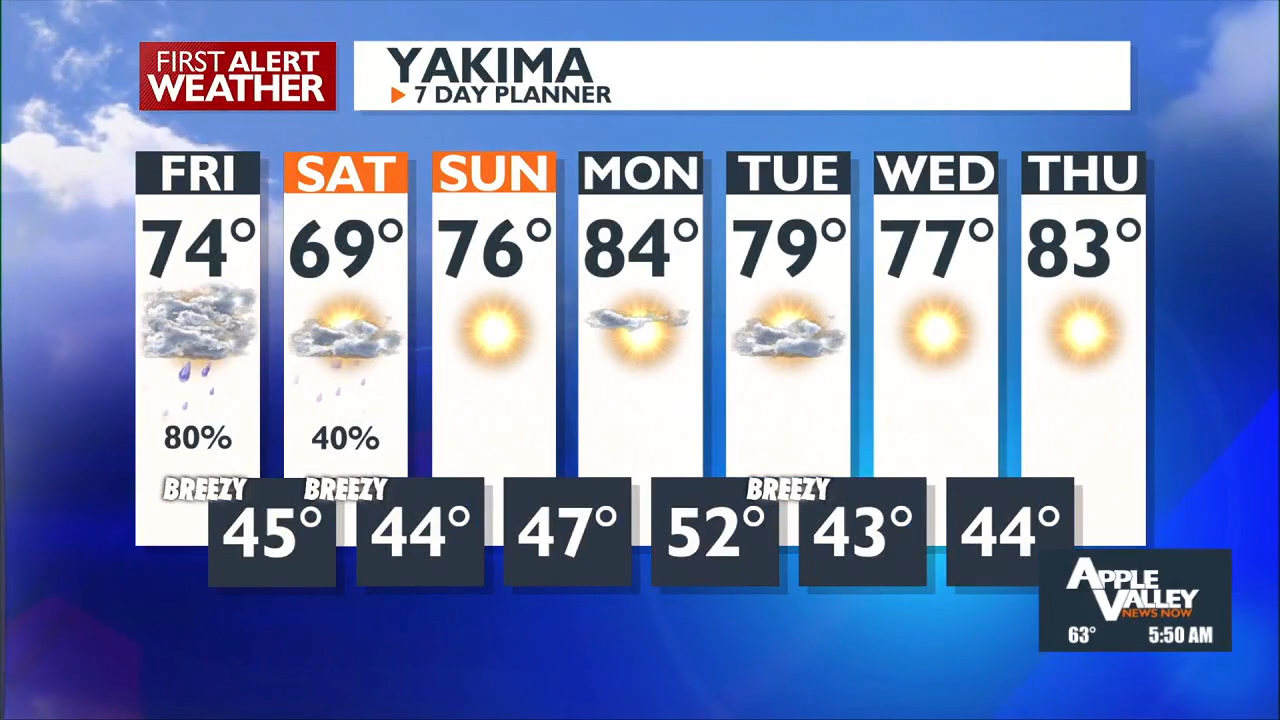 FIRST ALERT
WEATHER
YAKIMA
7 DAY PLANNER
FRI SAT SUN MON TUE WED THU
74° 69° 76° 84° 79° 77° 83°
80% 40%
BREEZY BREEZY BREEZY
45° 44° 47° 52° 43° 44°
APPLE
VALLEY
NEWS NOW
63° 5:50 AM